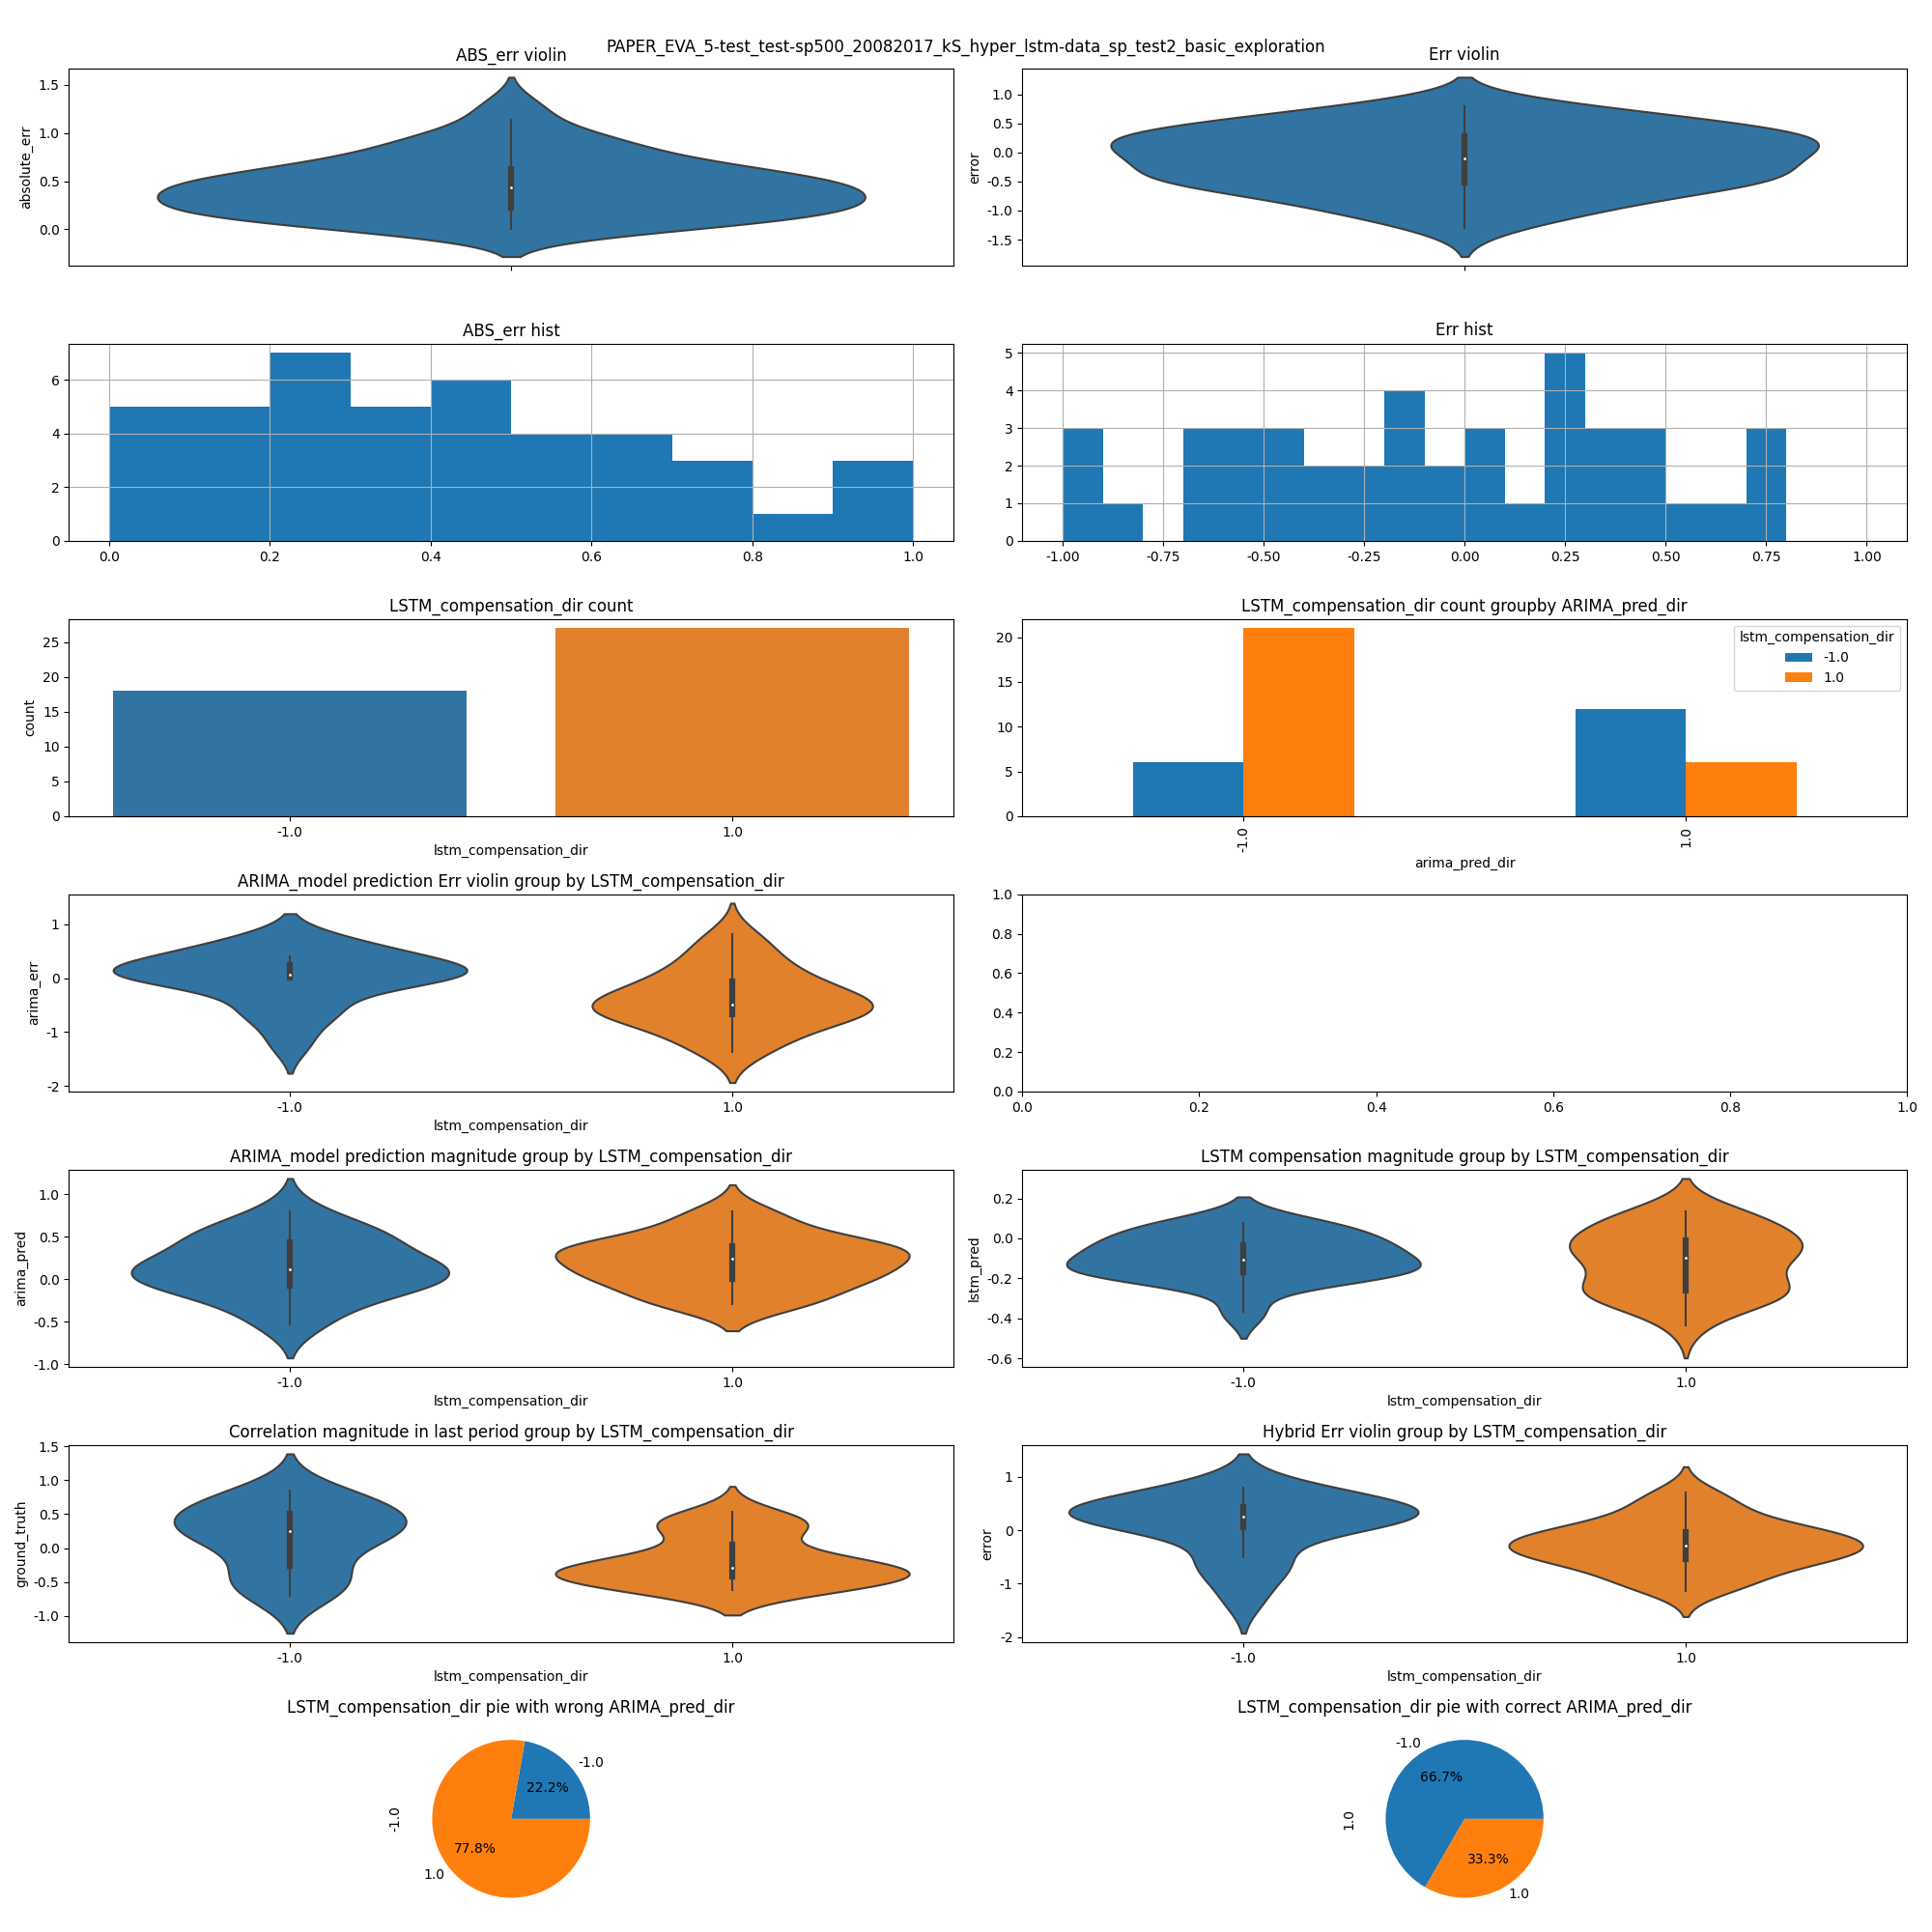 PAPER_EVA_5-test_test-sp500_20082017_kS_hyper_lstm-data_sp_test2_basic_exploration
ABS_err violin
1.5
1.0
0.5
0.0
absolute_err
Err violin
1.0
0.5
0.0
-0.5
-1.0
-1.5
error
ABS_err hist
6
4
2
0
0.0 0.2 0.4 0.6 0.8 1.0
Err hist
5
4
3
2
1
0
-1.00 -0.75 -0.50 -0.25 0.00 0.25 0.50 0.75 1.00
LSTM_compensation_dir count
25
20
15
10
5
0
count
-1.0 1.0
lstm_compensation_dir
LSTM_compensation_dir count groupby ARIMA_pred_dir
20
15
10
5
0
lstm_compensation_dir
-1.0
1.0
-1.0 1.0
arima_pred_dir
ARIMA_model prediction Err violin group by LSTM_compensation_dir
1
0
-1
-2
arima_err
-1.0 1.0
lstm_compensation_dir
1.0
0.8
0.6
0.4
0.2
0.0
0.0 0.2 0.4 0.6 0.8 1.0
ARIMA_model prediction magnitude group by LSTM_compensation_dir
1.0
0.5
0.0
-0.5
-1.0
arima_pred
-1.0 1.0
lstm_compensation_dir
LSTM compensation magnitude group by LSTM_compensation_dir
0.2
0.0
-0.2
-0.4
-0.6
lstm_pred
-1.0 1.0
lstm_compensation_dir
Correlation magnitude in last period group by LSTM_compensation_dir
1.5
1.0
0.5
0.0
-0.5
-1.0
ground_truth
-1.0 1.0
lstm_compensation_dir
Hybrid Err violin group by LSTM_compensation_dir
1
0
-1
-2
error
-1.0 1.0
lstm_compensation_dir
LSTM_compensation_dir pie with wrong ARIMA_pred_dir
-1.0
22.2%
-1.0
77.8%
1.0
LSTM_compensation_dir pie with correct ARIMA_pred_dir
-1.0
66.7%
1.0
33.3%
1.0